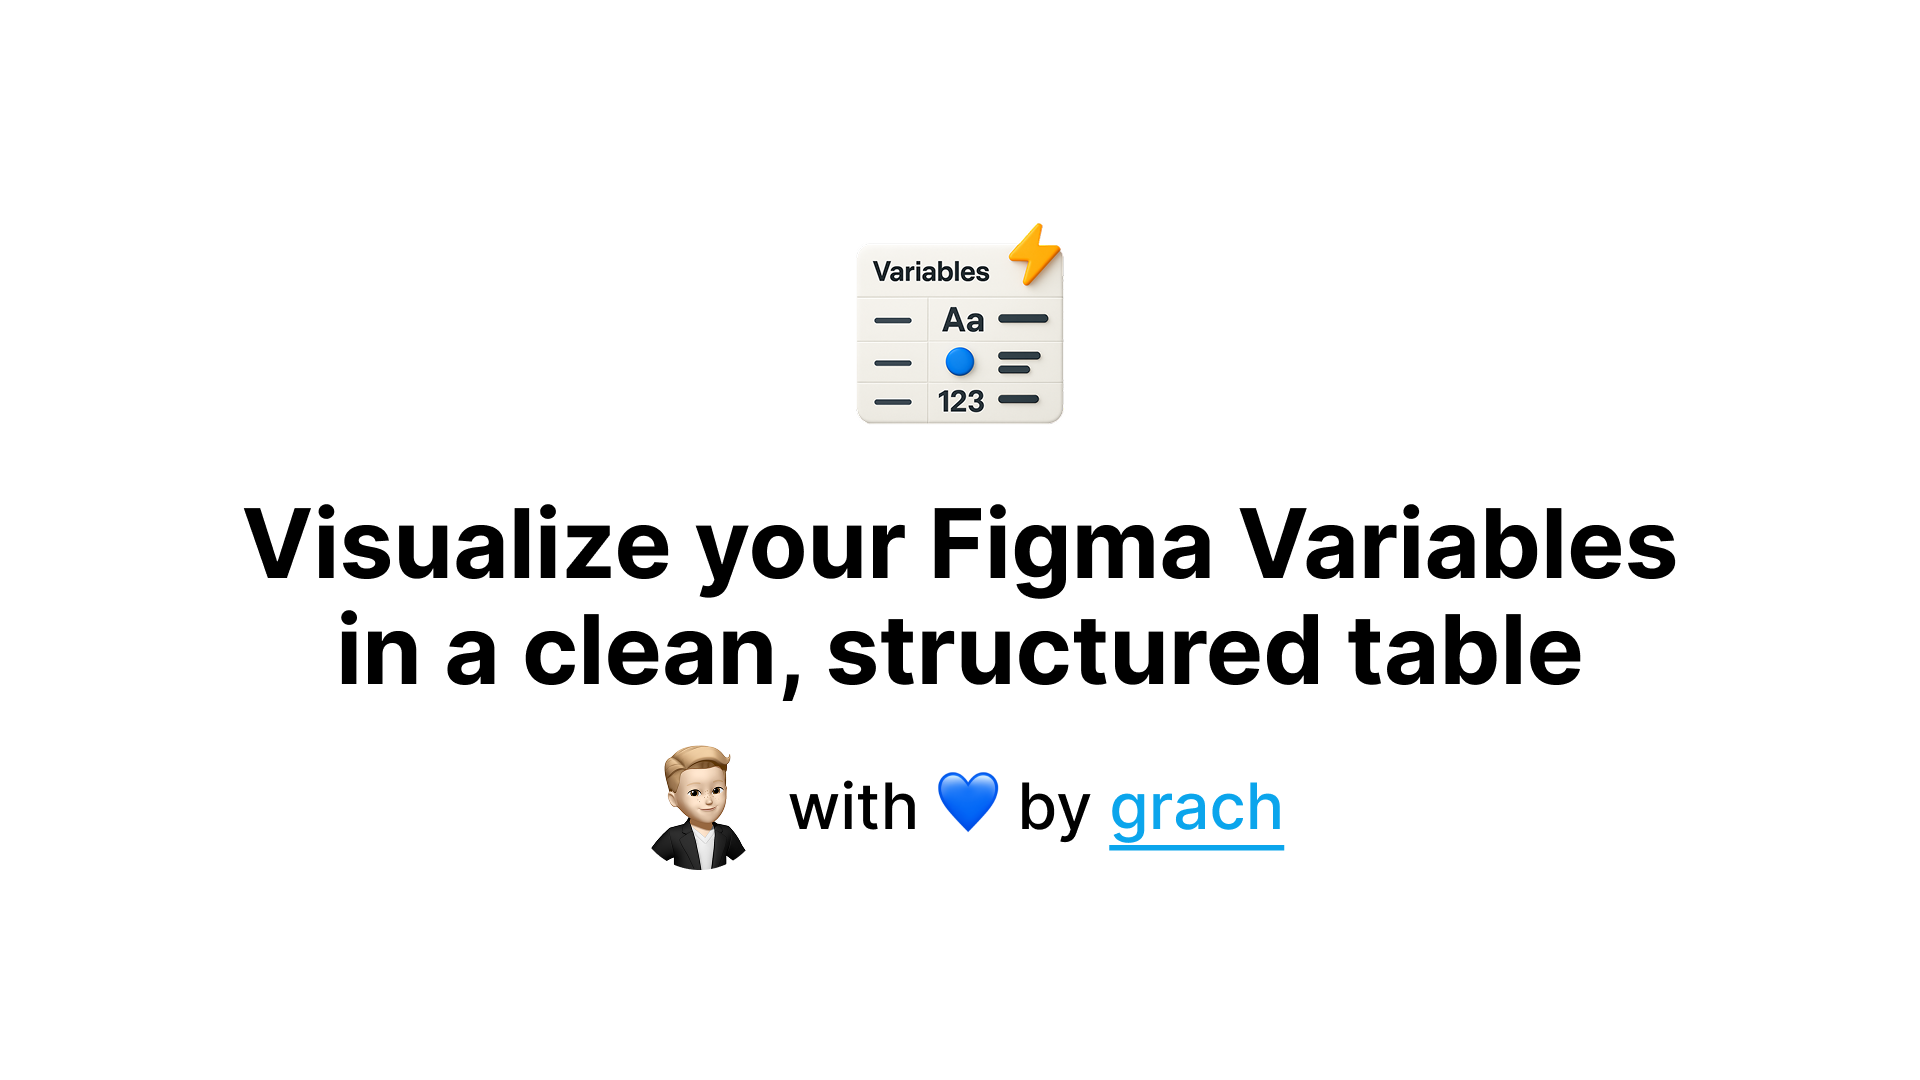 Variables
Aa
123
Visualize your Figma Variables
in a clean, structured table
with 💙 by grach